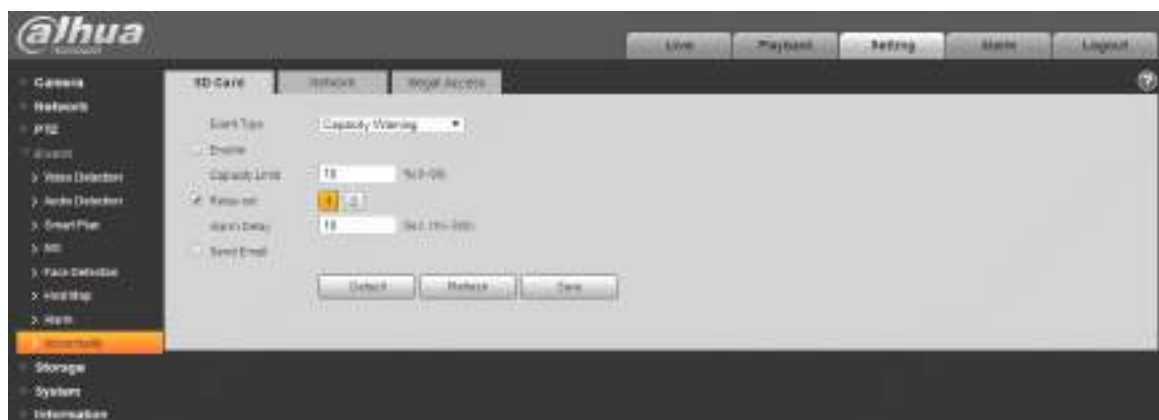 alhua
Live
Playback
Setting
Alarm
Logout
Camera
Network
PTZ
Event
Video Detection
Audio Detection
Smart Plan
IVS
Face Detection
Heat Map
Alarm
Abnormality
Storage
System
Information
SD Card
Network
Illegal Access
Event Type
Capacity Warning
Enable
Capacity Limit
10
%(0~99)
Relay-out
1 2
Alarm Delay
10
Send Email
Default
Refresh
Save
?